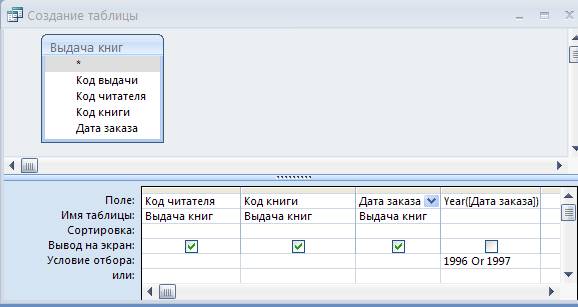 Создание таблицы
Выдача книг
*
Код выдачи
Код читателя
Код книги
Дата заказа
Поле: Код читателя Код книги Дата заказа Year([Дата заказа])
Имя таблицы: Выдача книг Выдача книг Выдача книг
Сортировка:
Вывод на экран:
Условие отбора: 1996 Or 1997
или: